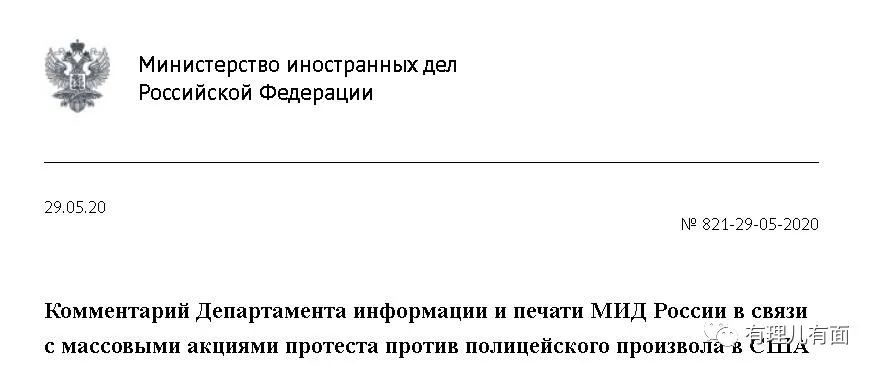 Министерство иностранных дел
Российской Федерации
29.05.20
№ 821-29-05-2020
Комментарий Департамента информации и печати МИД России в связи
с массовыми акциями протеста против полицейского произвола в США
有理儿有面